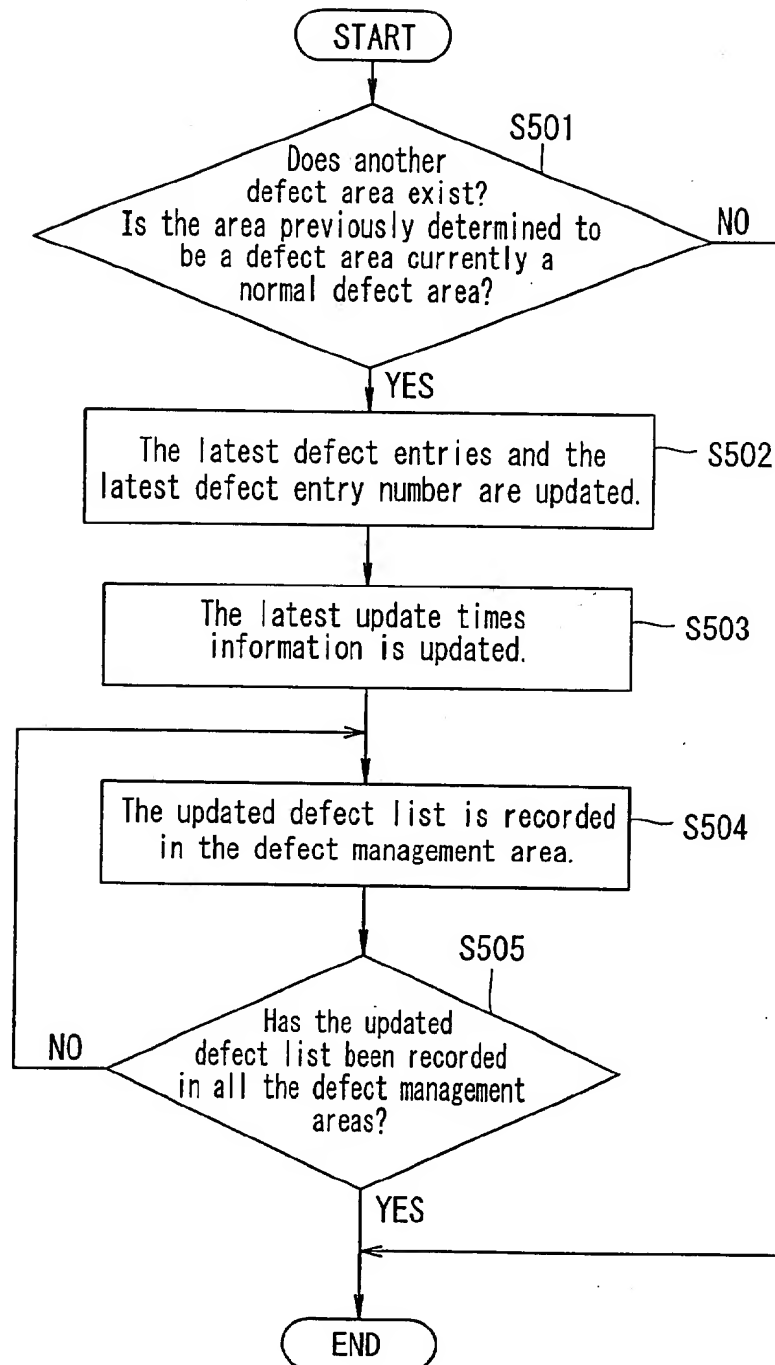 START
S501
Does another
defect area exist?
Is the area previously determined to
be a defect area currently a
normal defect area?
NO
YES
The latest defect entries and the
latest defect entry number are updated.
S502
The latest update times
information is updated.
S503
The updated defect list is recorded
in the defect management area.
S504
S505
Has the updated
defect list been recorded
in all the defect management
areas?
NO
YES
END